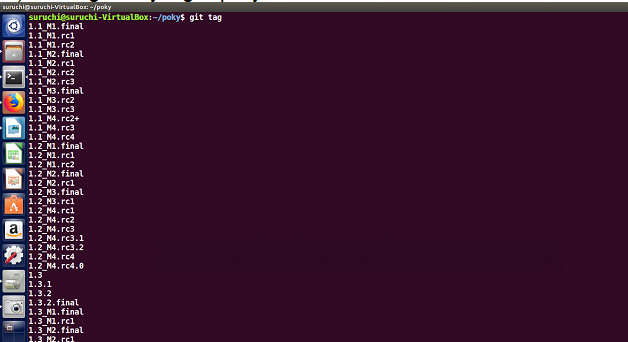 suruchi@suruchi-VirtualBox: ~/poky
suruchi@suruchi-VirtualBox:~/poky$ git tag
1.1_M1.final
1.1_M1.rc1
1.1_M1.rc2
1.1_M2.final
1.1_M2.rc1
1.1_M2.rc2
1.1_M2.rc3
1.1_M3.final
1.1_M3.rc2
1.1_M3.rc3
1.1_M4.rc2+
1.1_M4.rc3
1.1_M4.rc4
1.2_M1.final
1.2_M1.rc1
1.2_M1.rc2
1.2_M2.final
1.2_M2.rc1
1.2_M3.final
1.2_M3.rc1
1.2_M4.rc1
1.2_M4.rc2
1.2_M4.rc3
1.2_M4.rc3.1
1.2_M4.rc3.2
1.2_M4.rc4
1.2_M4.rc4.0
1.3
1.3.1
1.3.2
1.3.2.final
1.3_M1.final
1.3_M1.rc1
1.3_M2.final
1.3_M2.rc1